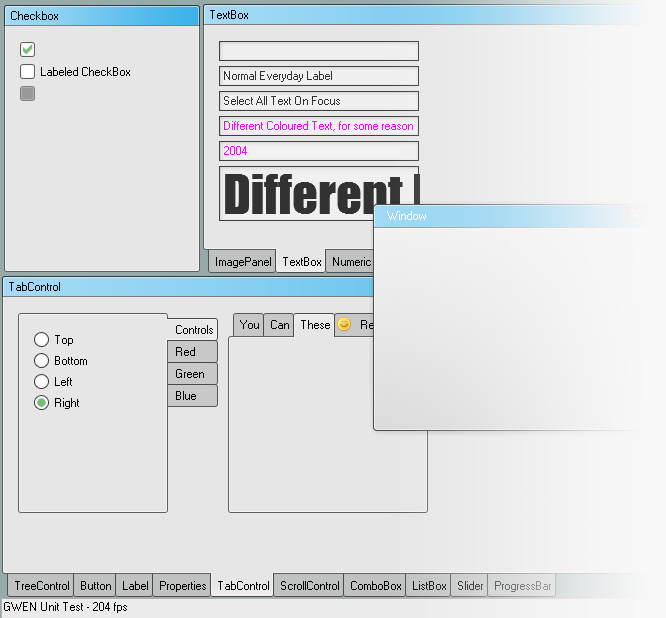 Checkbox
Labeled CheckBox
TextBox
Normal Everyday Label
Select All Text On Focus
Different Coloured Text, for some reason
2004
Different
ImagePanel TextBox Numeric
Window
TabControl
Top
Bottom
Left
Right
Controls
Red
Green
Blue
You Can These Re
TreeControl Button Label Properties TabControl ScrollControl ComboBox ListBox Slider ProgressBar
GWEN Unit Test - 204 fps